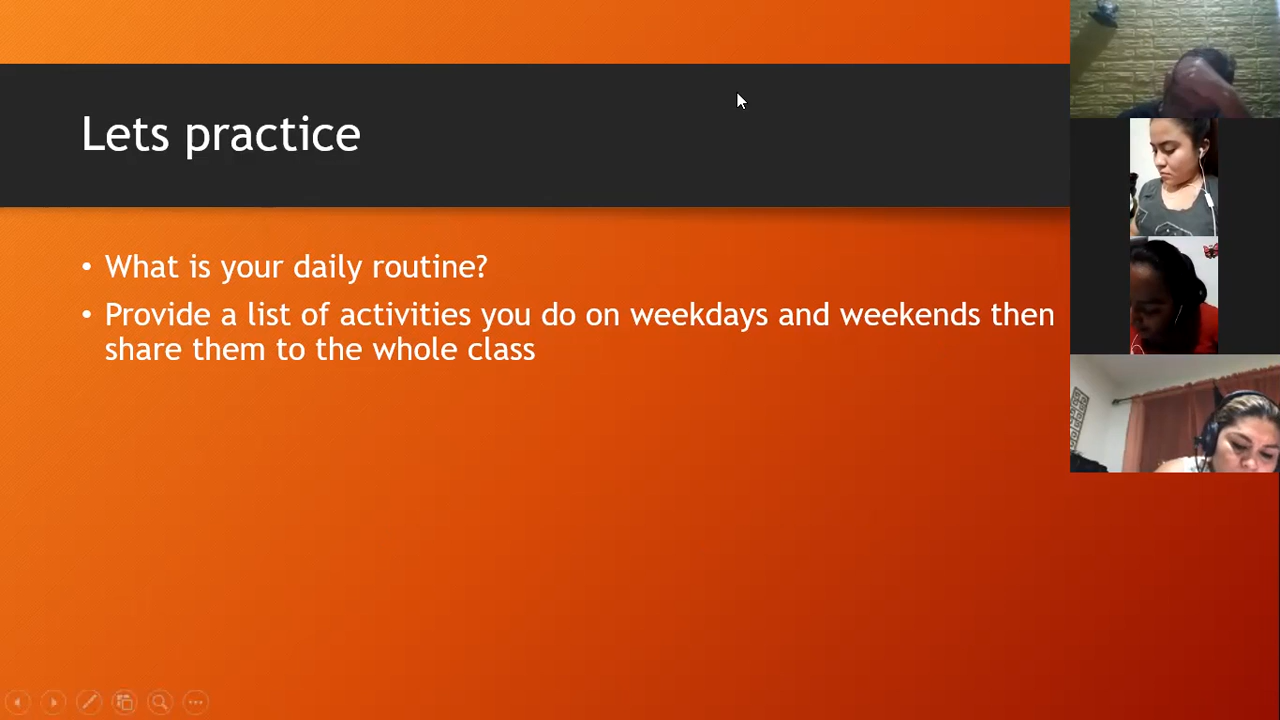 Lets practice
• What is your daily routine?
• Provide a list of activities you do on weekdays and weekends then
share them to the whole class